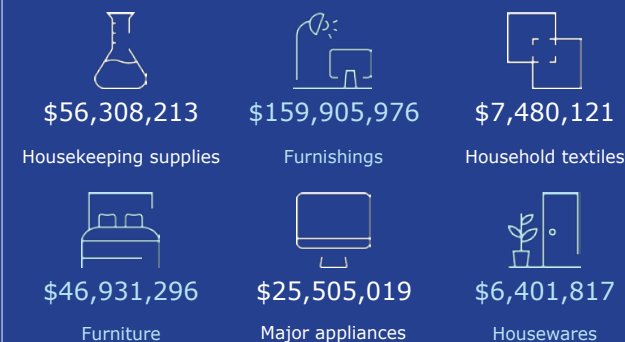 $56,308,213 $159,905,976 $7,480,121
Housekeeping supplies Furnishings Household textiles
$46,931,296 $25,505,019 $6,401,817
Furniture Major appliances Housewares